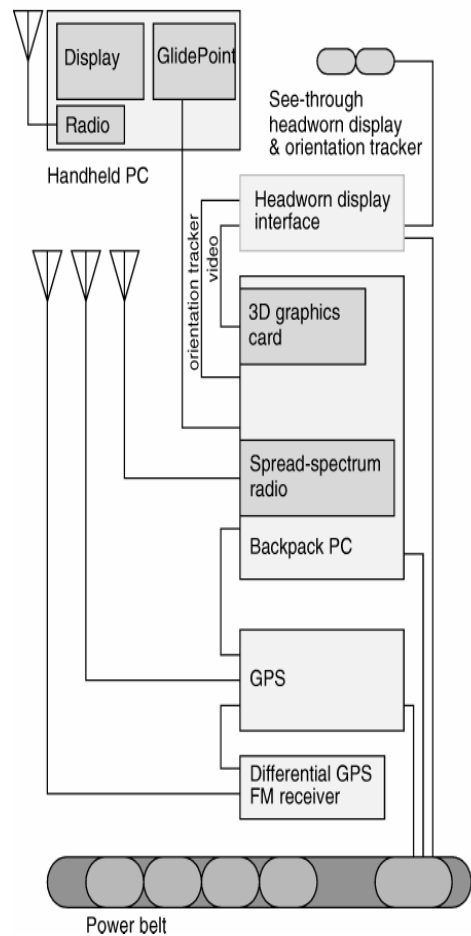 Display
GlidePoint
Radio
Handheld PC
See-through
headworn display
& orientation tracker
Headworn display
interface
orientation tracker
video
3D graphics
card
Spread-spectrum
radio
Backpack PC
GPS
Differential GPS
FM receiver
Power belt